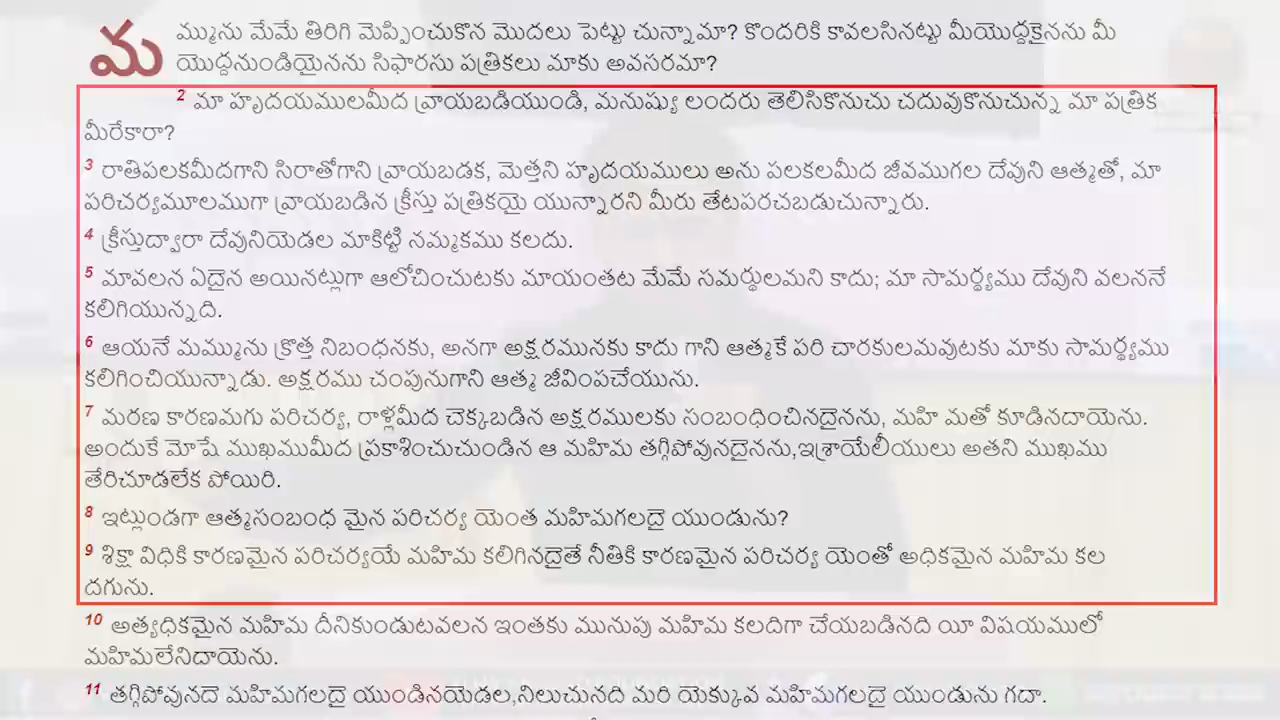 మమ్మును మేమే తిరిగి మెప్పించుకొన మొదలు పెట్టు చున్నామా? కొందరికి కావలసినట్టు మీయొద్దకైనను మీ
యొద్దనుండియైనను సిఫారసు పత్రికలు మాకు అవసరమా?
2 మా హృదయములమీద వ్రాయబడియుండి, మనుష్యు లందరు తెలిసికొనుచు చదువుకొనుచున్న మా పత్రిక
మీరేకారా?
3 రాతిపలకమీదగాని సిరాతోగాని వ్రాయబడక, మెత్తని హృదయములు అను పలకలమీద జీవముగల దేవుని ఆత్మతో, మా
పరిచర్యమూలముగా వ్రాయబడిన క్రీస్తు పత్రికయై యున్నారని మీరు తేటపరచబడుచున్నారు.
4 క్రీస్తుద్వారా దేవునియెడల మాకిట్టి నమ్మకము కలదు.
5 మావలన ఏదైన అయినట్లుగా ఆలోచించుటకు మాయంతట మేమే సమర్థులమని కాదు; మా సామర్థ్యము దేవుని వలననే
కలిగియున్నది.
6 ఆయనే మమ్మును క్రొత్త నిబంధనకు, అనగా అక్షరమునకు కాదు గాని ఆత్మకే పరి చారకులమవుటకు మాకు సామర్థ్యము
కలిగించియున్నాడు. అక్షరము చంపునుగాని ఆత్మ జీవింపచేయును.
7 మరణ కారణమగు పరిచర్య, రాళ్లమీద చెక్కబడిన అక్షరములకు సంబంధించినదైనను, మహి మతో కూడినదాయెను.
అందుకే మోషే ముఖముమీద ప్రకాశించుచుండిన ఆ మహిమ తగ్గిపోవునదైనను,ఇశ్రాయేలీయులు అతని ముఖము
తేరిచూడలేక పోయిరి.
8 ఇట్లుండగా ఆత్మసంబంధ మైన పరిచర్య యెంత మహిమగలదై యుండును?
9 శిక్షా విధికి కారణమైన పరిచర్యయే మహిమ కలిగినదైతే నీతికి కారణమైన పరిచర్య యెంతో అధికమైన మహిమ కల
దగును.
10 అత్యధికమైన మహిమ దీనికుండుటవలన ఇంతకు మునుపు మహిమ కలదిగా చేయబడినది యీ విషయములో
మహిమలేనిదాయెను.
11 తగ్గిపోవునదె మహిమగలదై యుండినయెడల,నిలుచునది మరి యెక్కువ మహిమగలదై యుండును గదా.